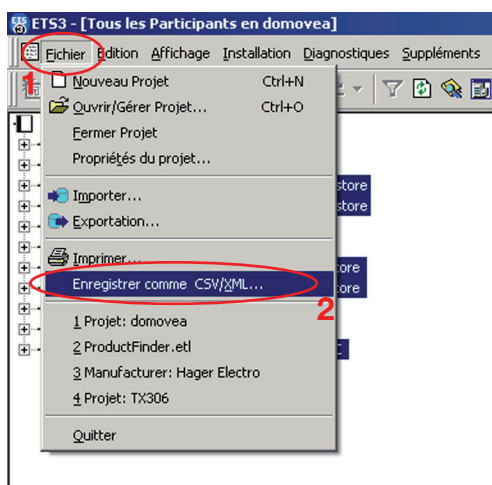 ETS3 - [Tous les Participants en domovea]
Fichier Edition Affichage Installation Diagnostiques Suppléments
1
Nouveau Projet Ctrl+N
Ouvrir/Gérer Projet... Ctrl+O
Fermer Projet
Propriétés du projet...
store
Importer...
store
Exportation...
Imprimer...
ore
Enregistrer comme CSV/XML...
ore
2
1 Projet: domovea
2 ProductFinder.etl
3 Manufacturer: Hager Electro
4 Projet: TX306
Quitter